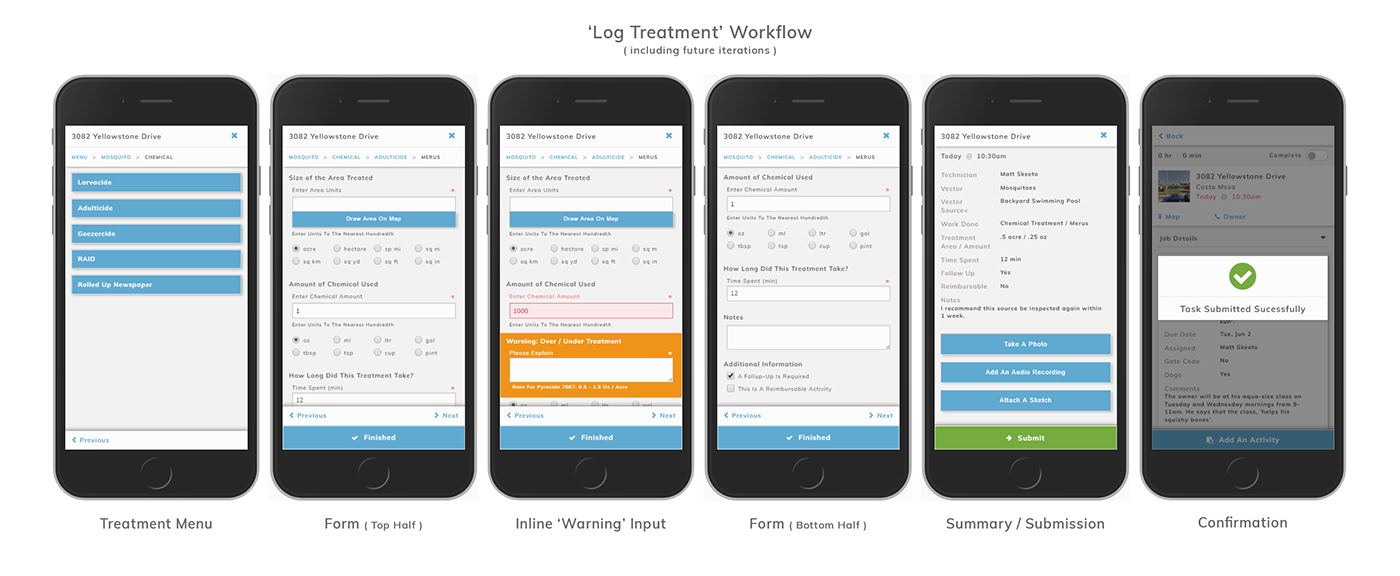 ‘Log Treatment’ Workflow
( including future iterations )
3082 Yellowstone Drive
MENU > MOSQUITO > CHEMICAL
Larvacide
Adulticide
Geezercide
RAID
Rolled Up Newspaper
Previous
Treatment Menu
3082 Yellowstone Drive
MOSQUITO > CHEMICAL > ADULTICIDE > MERUS
Size of the Area Treated
Enter Area Units *
Draw Area On Map
Enter Units To The Nearest Hundredth
acre hectare sp mi sq m
sq km sq yd sq ft sq in
Amount of Chemical Used
Enter Chemical Amount *
1
Enter Units To The Nearest Hundredth
oz ml ltr gal
tbsp tsp cup pint
How Long Did This Treatment Take?
Time Spent (min) *
12
Previous Next
Finished
Form ( Top Half )
3082 Yellowstone Drive
MOSQUITO > CHEMICAL > ADULTICIDE > MERUS
Size of the Area Treated
Enter Area Units *
Draw Area On Map
Enter Units To The Nearest Hundredth
acre hectare sp mi sq m
sq km sq yd sq ft sq in
Amount of Chemical Used
Enter Chemical Amount *
1000
Enter Units To The Nearest Hundredth
Warning: Over / Under Treatment
Please Explain *
Rate For Pyrocide 7067: 0.5 - 1.5 Oz / Acre
Previous Next
Finished
Inline ‘Warning’ Input
3082 Yellowstone Drive
MOSQUITO > CHEMICAL > ADULTICIDE > MERUS
Amount of Chemical Used
Enter Chemical Amount *
1
Enter Units To The Nearest Hundredth
oz ml ltr gal
tbsp tsp cup pint
How Long Did This Treatment Take?
Time Spent (min) *
12
Notes
Additional Information
A Follup-Up Is Required
This Is A Reimbursable Activity
Previous Next
Finished
Form ( Bottom Half )
3082 Yellowstone Drive
Today @ 10:30am
Technician Matt Skeeto
Vector Mosquitoes
Vector Backyard Swimming Pool
Source<
Work Done Chemical Treatment / Merus
Treatment .5 acre / .25 oz
Area / Amount
Time Spent 12 min
Follow Up Yes
Reimbursable No
Notes
I recommend this source be inspected again within
1 week.
Take A Photo
Add An Audio Recording
Attach A Sketch
Submit
Summary / Submission
Back
0 hr : 0 min Complete
3082 Yellowstone Drive
Costa Mesa
Today @ 10:30am
Map Owner
Job Details
Task Submitted Sucessfully
Due Date Tue, Jun 2
Assigned Matt Skeeto
Gate Code No
Dogs Yes
Comments
The owner will be at his aqua-size class on
Tuesday and Wednesday mornings from 9-
11am. He says that the class, ‘helps his
squishy bones’.
Add An Activity
Confirmation